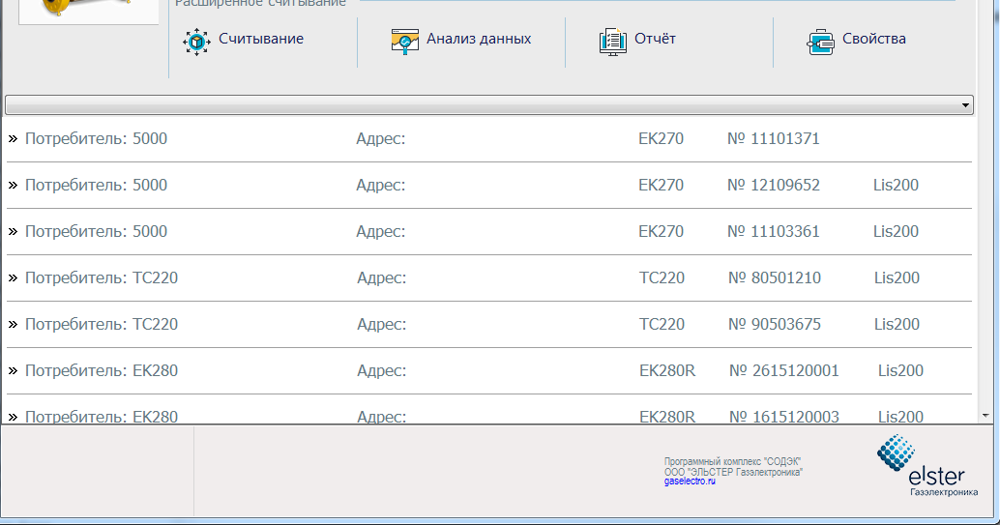 Расширенное считывание
Считывание Анализ данных Отчёт Свойства
» Потребитель: 5000 Адрес: EK270 № 11101371
» Потребитель: 5000 Адрес: EK270 № 12109652 Lis200
» Потребитель: 5000 Адрес: EK270 № 11103361 Lis200
» Потребитель: TC220 Адрес: TC220 № 80501210 Lis200
» Потребитель: TC220 Адрес: TC220 № 90503675 Lis200
» Потребитель: EK280 Адрес: EK280R № 2615120001 Lis200
» Потребитель: EK280 Адрес: EK280R № 1615120003 Lis200
Программный комплекс "СОДЭК"
ООО "ЭЛЬСТЕР Газэлектроника"
gaselectro.ru
elster
Газэлектроника